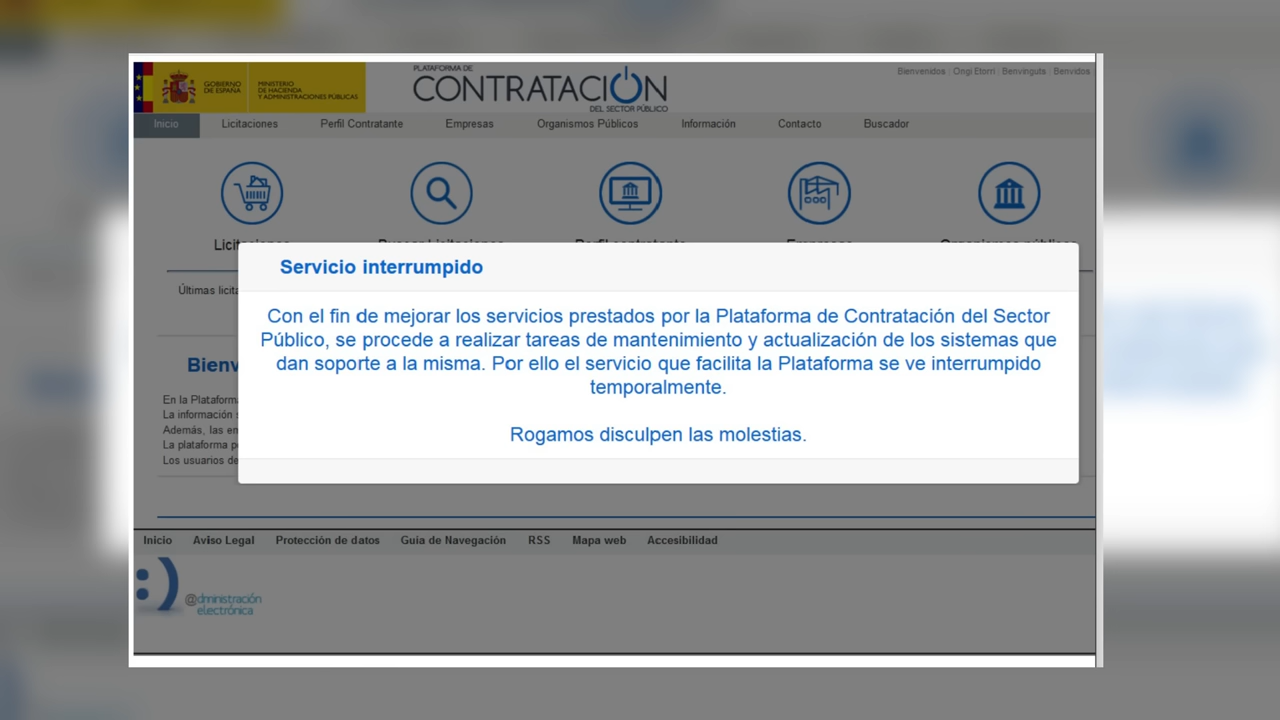 GOBIERNO
DE ESPAÑA
MINISTERIO
DE HACIENDA
Y ADMINISTRACIONES PÚBLICAS
PLATAFORMA DE
CONTRATACIÓN
DEL SECTOR PÚBLICO
Bienvenidos | Ongi Etorri | Benvinguts | Benvidos
Inicio Licitaciones Perfil Contratante Empresas Organismos Públicos Información Contacto Buscador
Servicio interrumpido
Últimas
Con el fin de mejorar los servicios prestados por la Plataforma de Contratación del Sector
Público, se procede a realizar tareas de mantenimiento y actualización de los sistemas que
dan soporte a la misma. Por ello el servicio que facilita la Plataforma se ve interrumpido
temporalmente.
Rogamos disculpen las molestias.
Bienv
En la Plataform
La información
Además, las en
La plataforma p
Los usuarios de
Inicio Aviso Legal Protección de datos Guía de Navegación RSS Mapa web Accesibilidad
:)
@dministración
electrónica